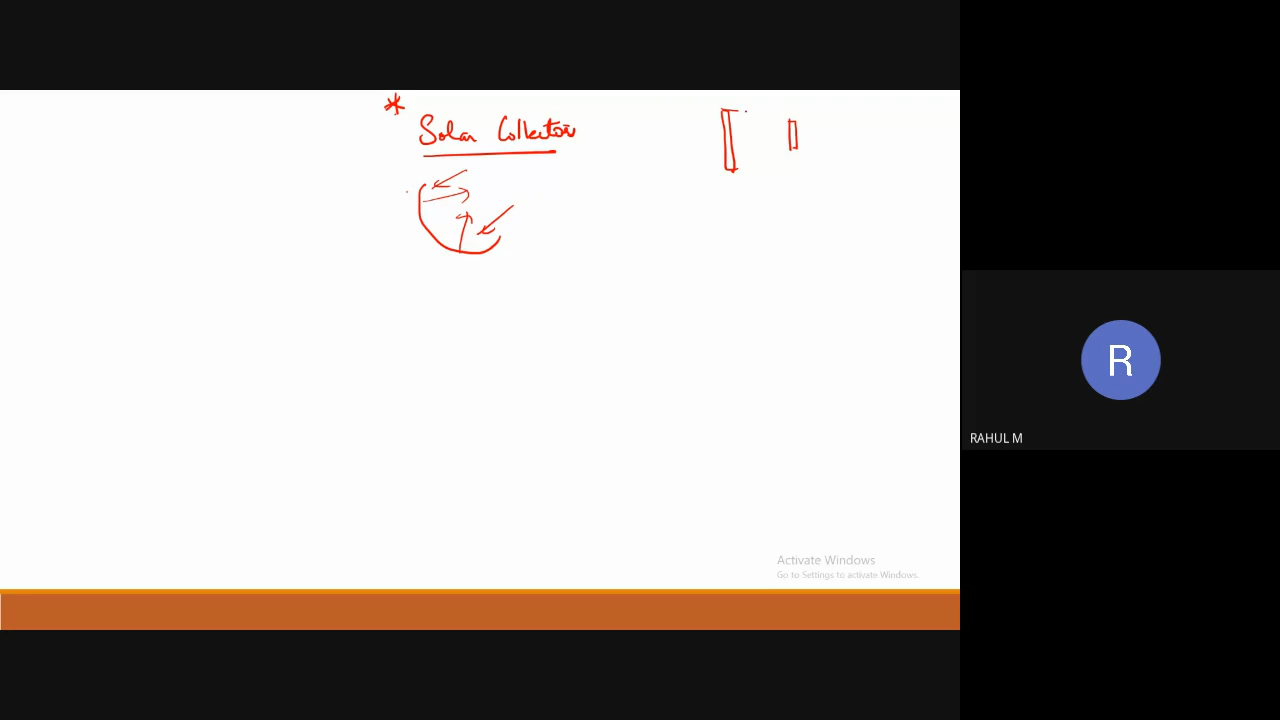 * Solar Collector
R
RAHUL M
Activate Windows
Go to Settings to activate Windows.